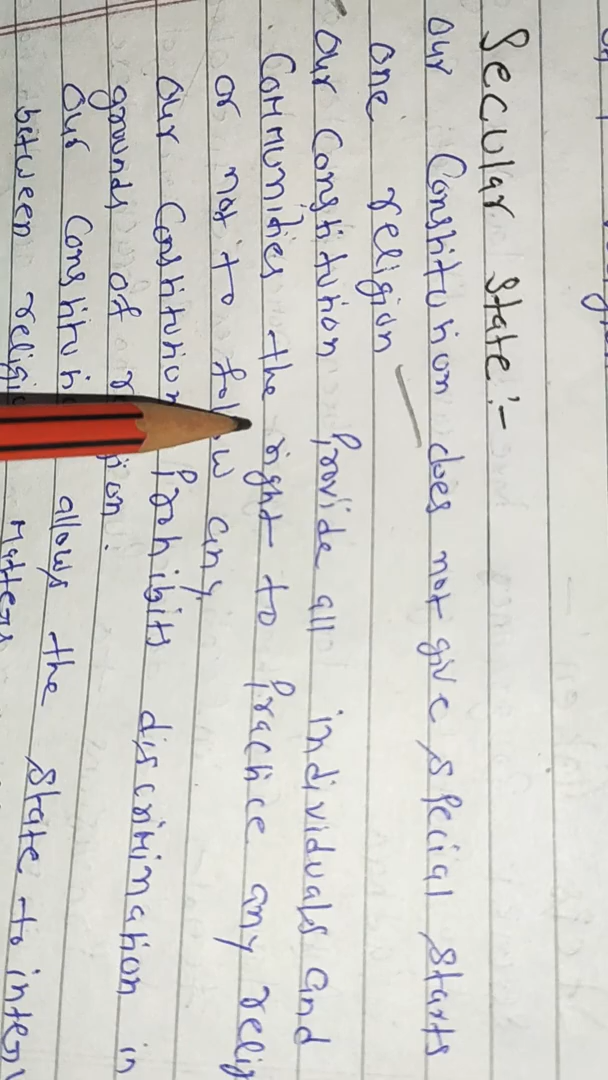 Secular State:-
our Constitution does not give special starts
one religion
our Constitution Provide all individuals and
Communities the right to Practice any relig
or not to follow any
our Constitution Prohibits discrimination in
grounds of
our allows the State to interv
between Matters